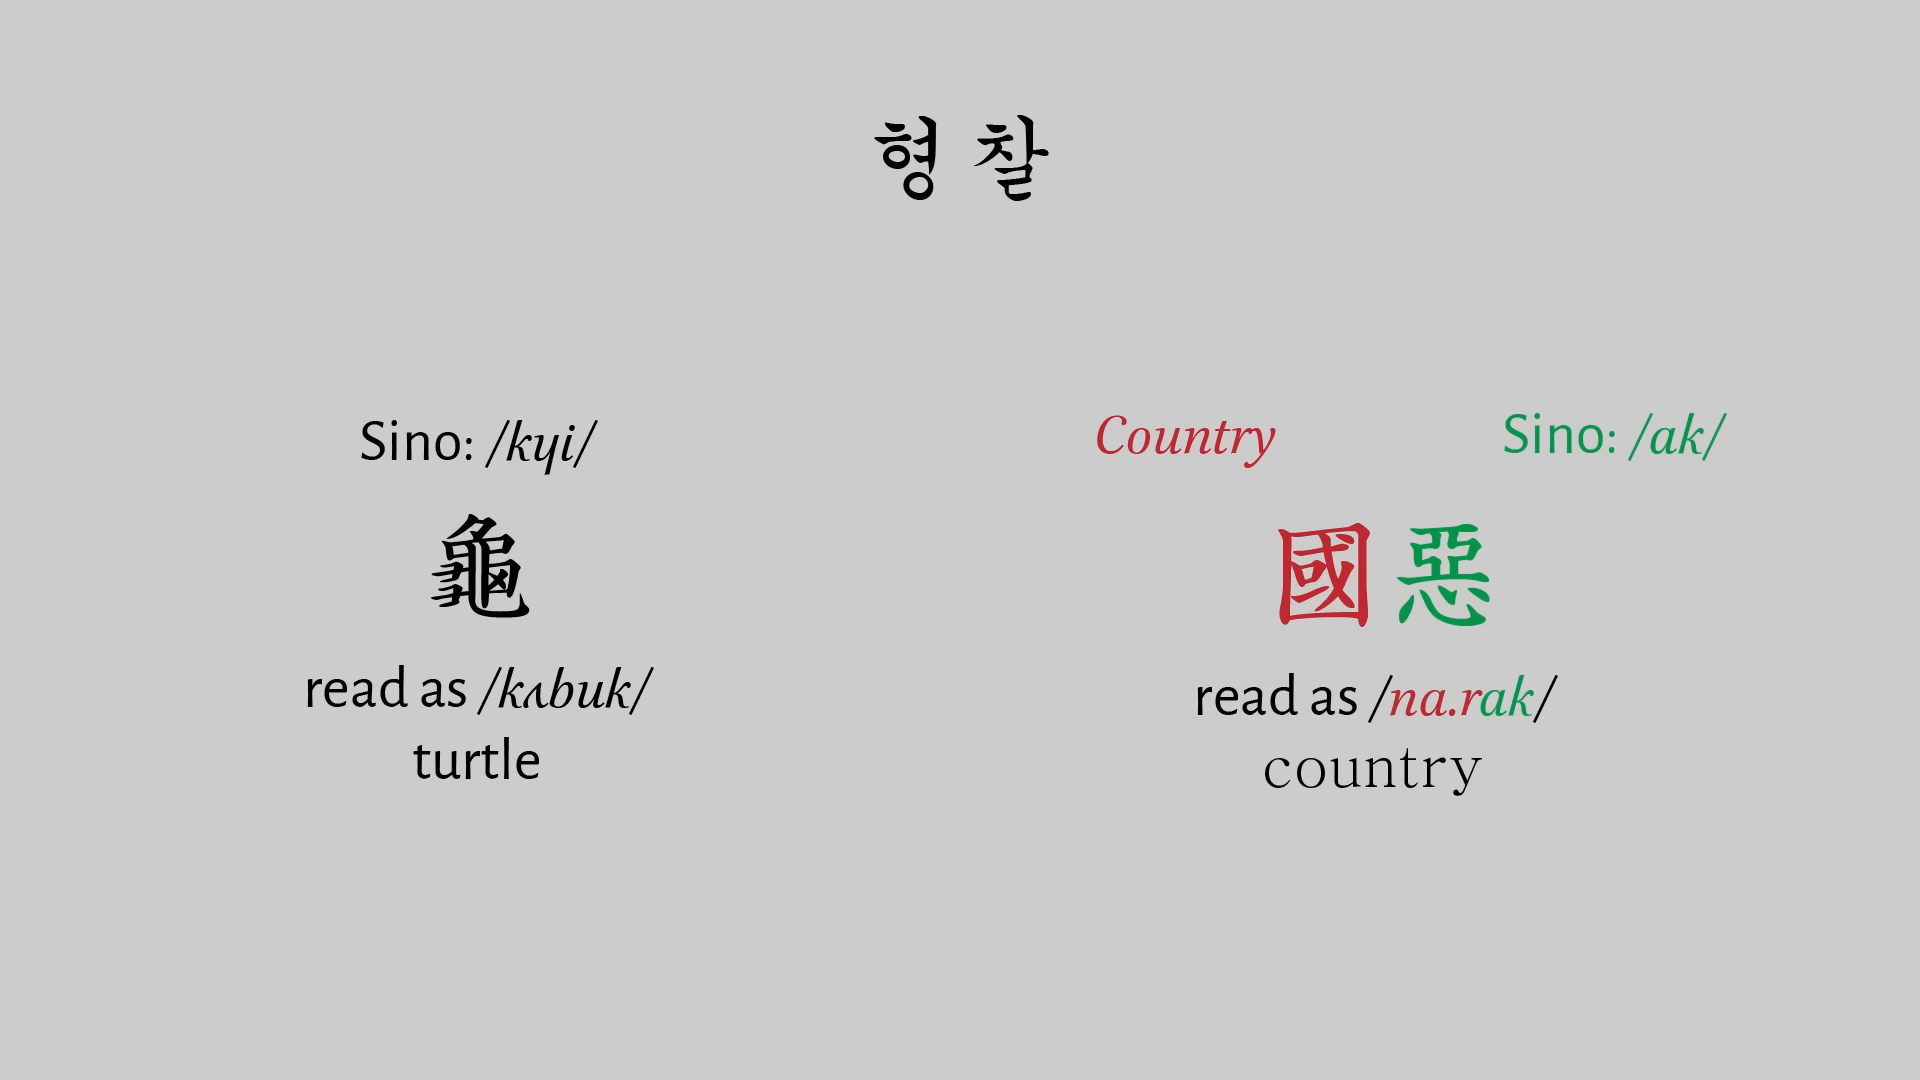 형찰
Sino: /kɥi/
龜
read as /kʌbuk/
turtle
Country
Sino: /ak/
國惡
read as /na.rak/
country